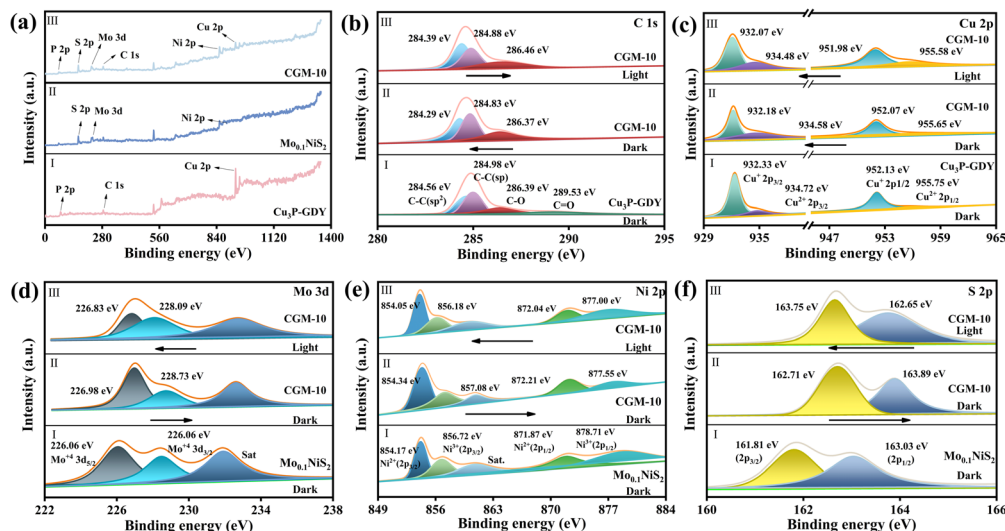 (a)
III
P 2p
S 2p
Mo 3d
C 1s
Cu 2p
Ni 2p
CGM-10
II
S 2p
Mo 3d
Ni 2p
Mo0.1NiS2
I
P 2p
C 1s
Cu 2p
Cu3P-GDY
Intensity (a.u.)
0 280 560 840 1120 1400
Binding energy (eV)
(b)
C 1s
III
284.39 eV
284.88 eV
286.46 eV
CGM-10
Light
II
284.29 eV
284.83 eV
286.37 eV
CGM-10
Dark
I
284.98 eV
C-C(sp)
284.56 eV
C-C(sp2)
286.39 eV
C-O
289.53 eV
C=O
Cu3P-GDY
Dark
Intensity (a.u.)
280 285 290 295
Binding energy (eV)
(c)
Cu 2p
III
932.07 eV
934.48 eV
951.98 eV
955.58 eV
CGM-10
Light
II
932.18 eV
934.58 eV
952.07 eV
955.65 eV
CGM-10
Dark
I
932.33 eV
Cu+ 2p3/2
934.72 eV
Cu2+ 2p3/2
952.13 eV
Cu+ 2p1/2
955.75 eV
Cu2+ 2p1/2
Cu3P-GDY
Dark
Intensity (a.u.)
929 935 947 953 959 965
Binding energy (eV)
(d)
Mo 3d
III
226.83 eV
228.09 eV
CGM-10
Light
II
226.98 eV
228.73 eV
CGM-10
Dark
I
226.06 eV
Mo+4 3d5/2
226.06 eV
Mo+4 3d3/2
Sat
Mo0.1NiS2
Dark
Intensity (a.u.)
222 226 230 234 238
Binding energy (eV)
(e)
Ni 2p
III
854.05 eV
856.18 eV
872.04 eV
877.00 eV
CGM-10
Light
II
854.34 eV
857.08 eV
872.21 eV
877.55 eV
CGM-10
Dark
I
854.17 eV
Ni2+(2p3/2)
856.72 eV
Ni3+(2p3/2)
Sat.
871.87 eV
Ni2+(2p1/2)
878.71 eV
Ni3+(2p1/2)
Mo0.1NiS2
Dark
Intensity (a.u.)
849 856 863 870 877 884
Binding energy (eV)
(f)
S 2p
III
163.75 eV
162.65 eV
CGM-10
Light
II
162.71 eV
163.89 eV
CGM-10
Dark
I
161.81 eV
(2p3/2)
163.03 eV
(2p1/2)
Mo0.1NiS2
Dark
Intensity (a.u.)
160 162 164 166
Binding energy (eV)